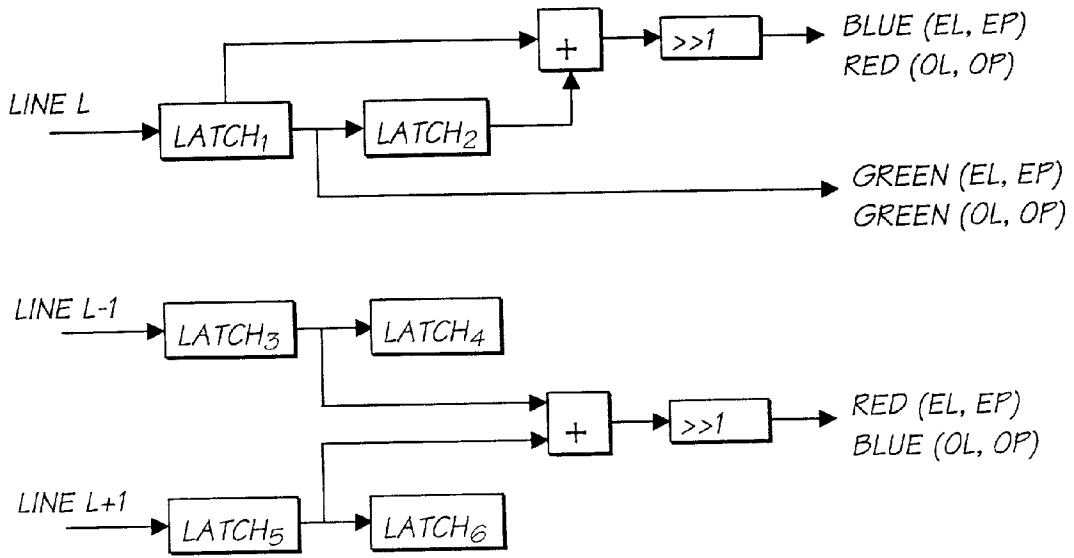 BLUE (EL, EP)
RED (OL, OP)
+
>>1
LINE L
LATCH1
LATCH2
GREEN (EL, EP)
GREEN (OL, OP)
LINE L-1
LATCH3
LATCH4
+
>>1
RED (EL, EP)
BLUE (OL, OP)
LINE L+1
LATCH5
LATCH6